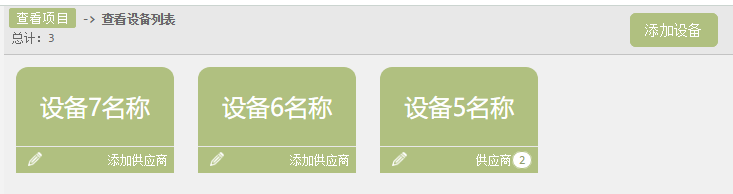 查看项目 -> 查看设备列表
总计: 3
添加设备
设备7名称
添加供应商
设备6名称
添加供应商
设备5名称
供应商 2